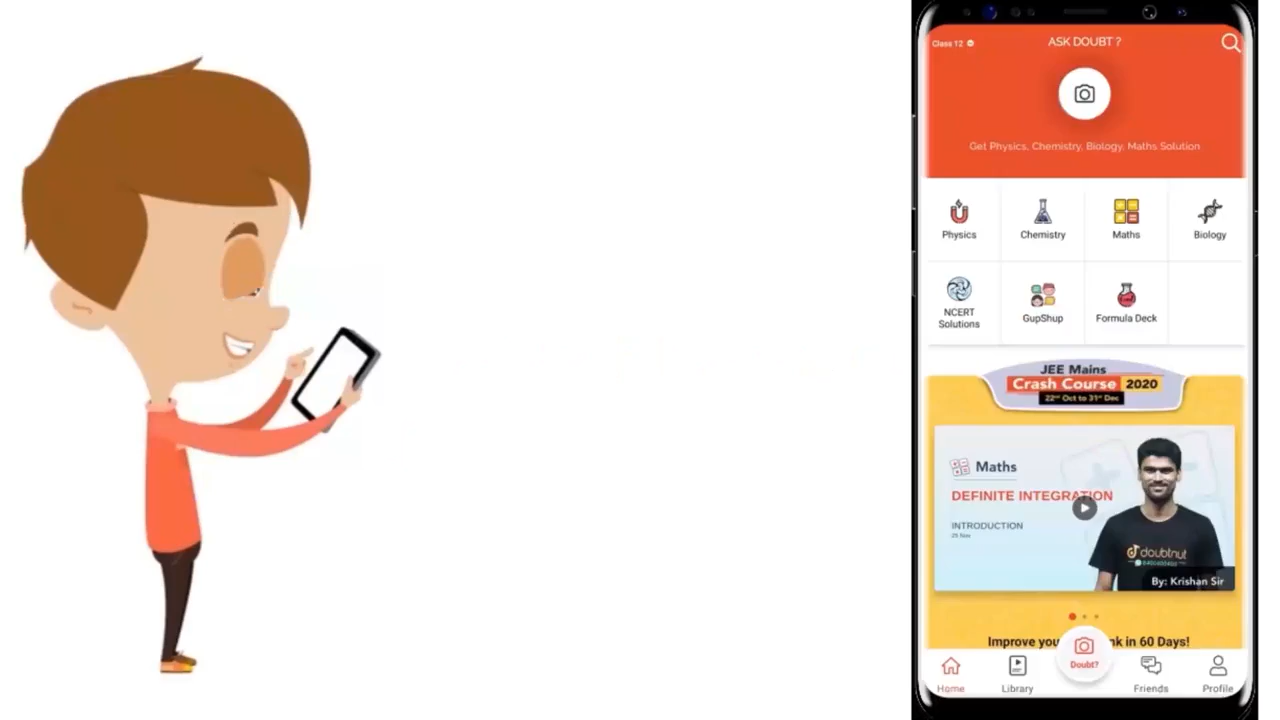 Class 12
ASK DOUBT ?
Get Physics, Chemistry, Biology, Maths Solution
Physics
Chemistry
Maths
Biology
NCERT
Solutions
GupShup
Formula Deck
JEE Mains
Crash Course 2020
22nd Oct to 31st Dec
Maths
DEFINITE INTEGRATION
INTRODUCTION
doubtnut
By: Krishan Sir
in 60 Days!
Doubt?
Home
Library
Friends
Profile